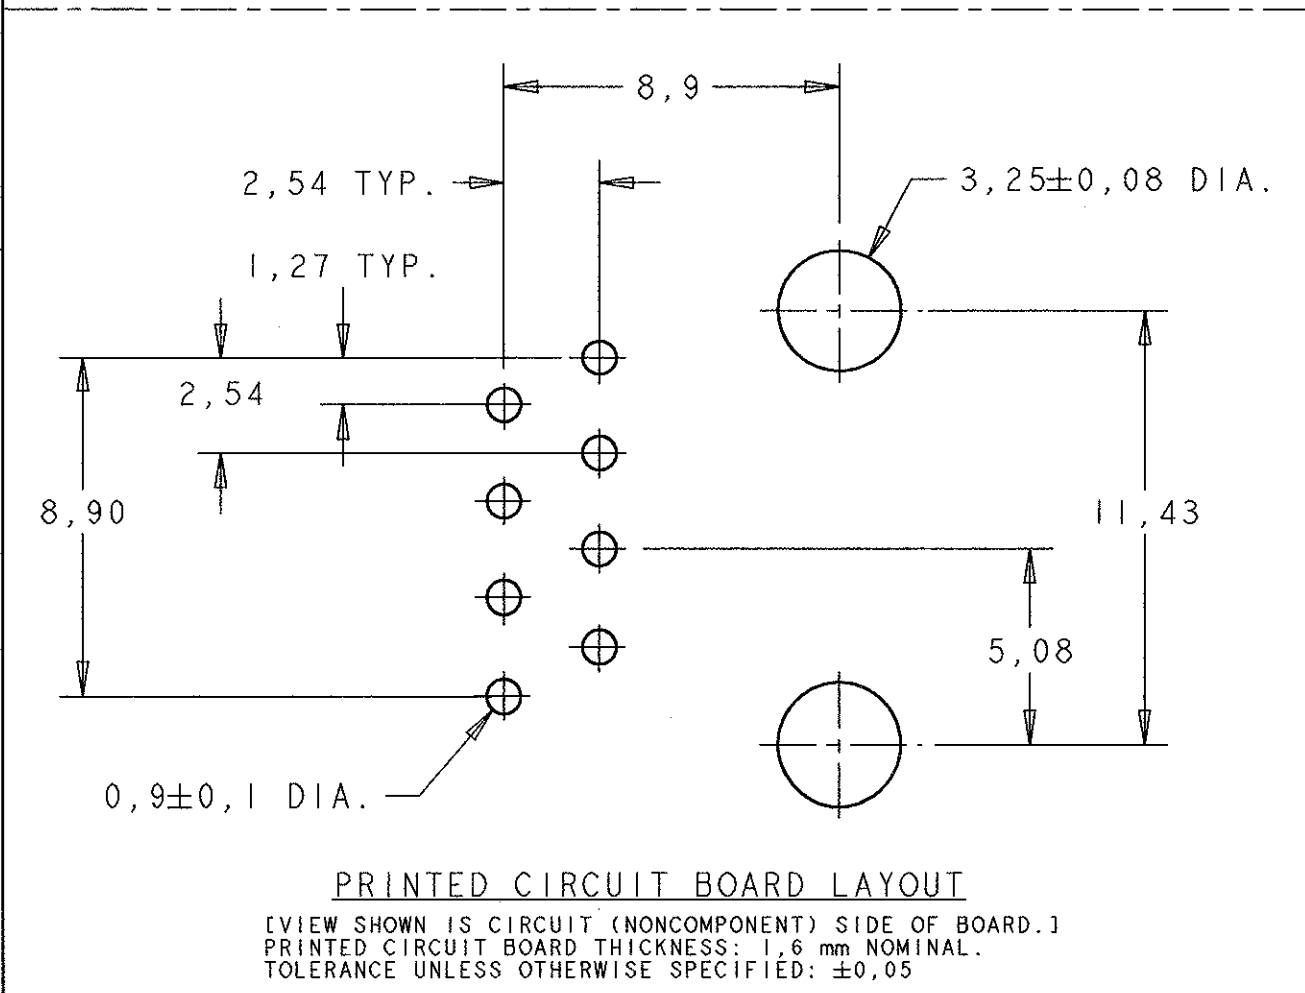 8,9
2,54 TYP.
3,25±0,08 DIA.
1,27 TYP.
2,54
8,90
11,43
5,08
0,9±0,1 DIA.
PRINTED CIRCUIT BOARD LAYOUT
[VIEW SHOWN IS CIRCUIT (NONCOMPONENT) SIDE OF BOARD.]
PRINTED CIRCUIT BOARD THICKNESS: 1,6 mm NOMINAL.
TOLERANCE UNLESS OTHERWISE SPECIFIED: ±0,05